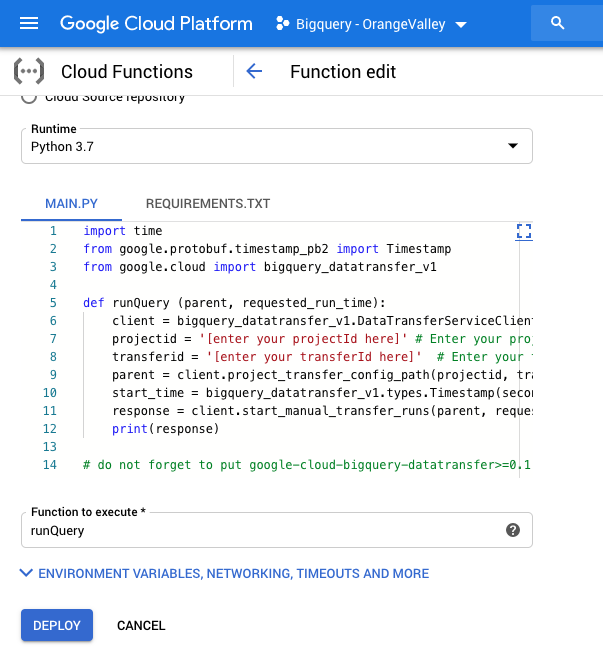 Google Cloud Platform
Bigquery - OrangeValley
Cloud Functions
Function edit
Cloud Source repository
Runtime
Python 3.7
MAIN.PY
REQUIREMENTS.TXT
1 import time
2 from google.protobuf.timestamp_pb2 import Timestamp
3 from google.cloud import bigquery_datatransfer_v1
4
5 def runQuery (parent, requested_run_time):
6 client = bigquery_datatransfer_v1.DataTransferServiceClient
7 projectid = '[enter your projectId here]' # Enter your pro
8 transferid = '[enter your transferId here]' # Enter your
9 parent = client.project_transfer_config_path(projectid, tra
10 start_time = bigquery_datatransfer_v1.types.Timestamp(secon
11 response = client.start_manual_transfer_runs(parent, reques
12 print(response)
13
14 # do not forget to put google-cloud-bigquery-datatransfer>=0.1
Function to execute *
runQuery
ENVIRONMENT VARIABLES, NETWORKING, TIMEOUTS AND MORE
DEPLOY
CANCEL